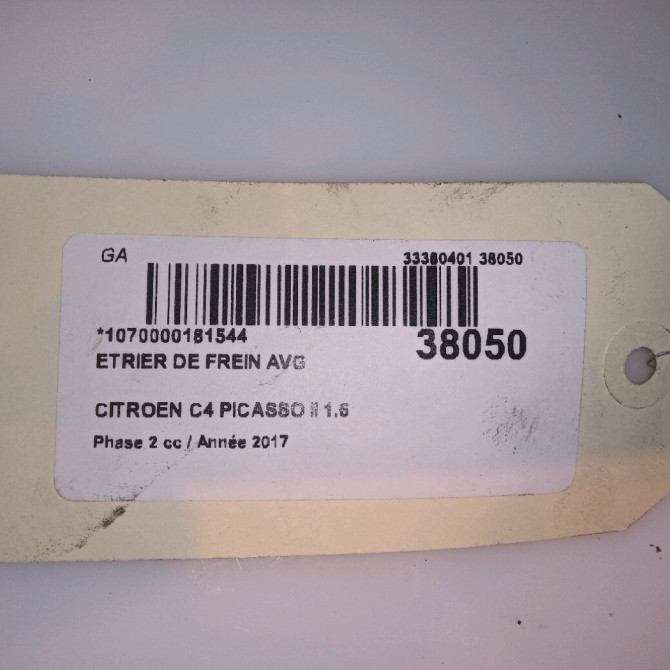 GA 33380401 38050
*1070000181544 38050
ETRIER DE FREIN AVG
CITROEN C4 PICASSO II 1.6
Phase 2 cc / Année 2017